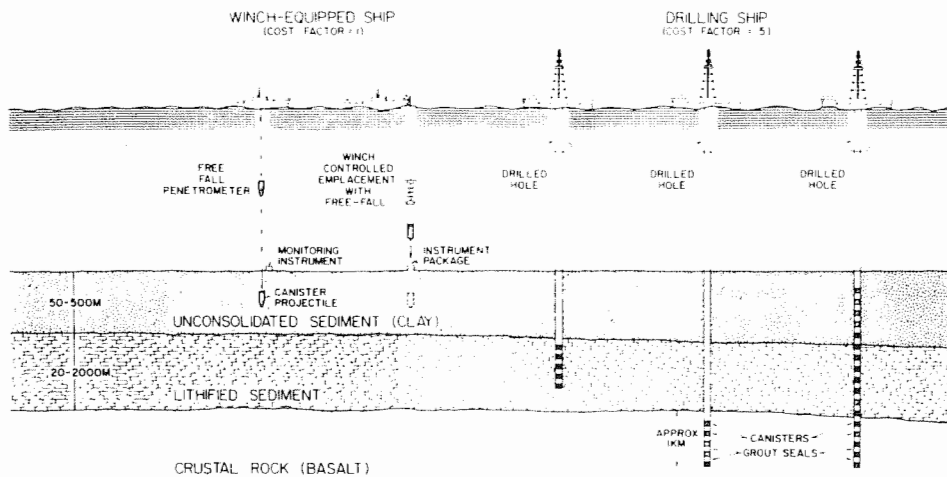 WINCH-EQUIPPED SHIP
(COST FACTOR = 1)
DRILLING SHIP
(COST FACTOR = 5)
FREE
FALL
PENETROMETER
WINCH
CONTROLLED
EMPLACEMENT
WITH
FREE-FALL
DRILLED
HOLE
DRILLED
HOLE
DRILLED
HOLE
MONITORING
INSTRUMENT
INSTRUMENT
PACKAGE
CANISTER
PROJECTILE
50-500M
UNCONSOLIDATED SEDIMENT (CLAY)
20-2000M
LITHIFIED SEDIMENT
APPROX
1KM
CANISTERS
GROUT SEALS
CRUSTAL ROCK (BASALT)